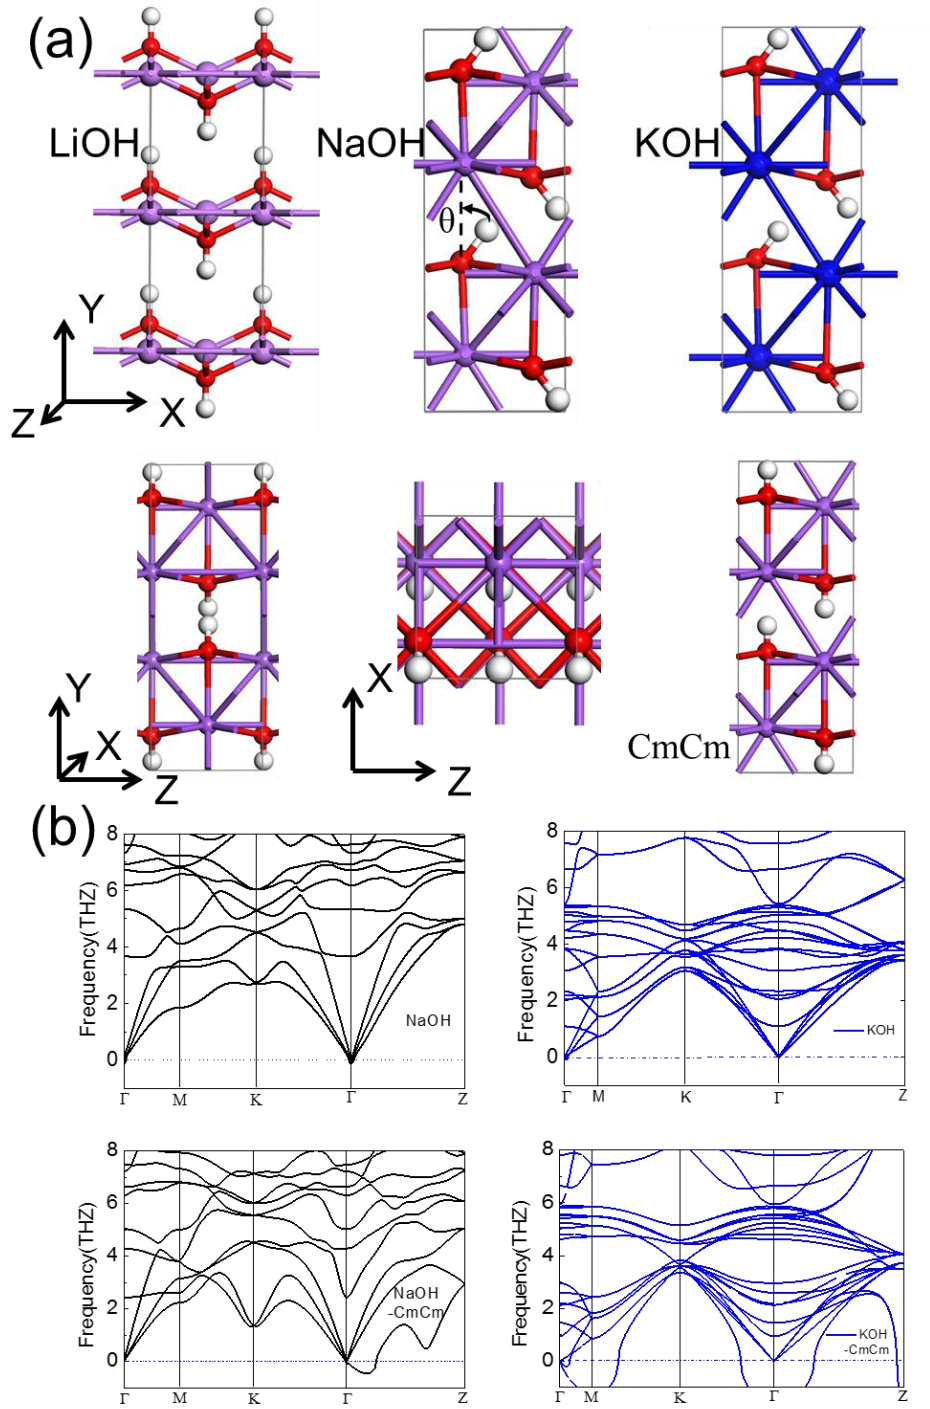 (a)
LiOH
NaOH
KOH
θ
Y
Z
X
Y
X
Z
X
Z
CmCm
(b)
Frequency(THZ)
8
6
4
2
0
NaOH
Γ
M
K
Γ
Z
Frequency(THZ)
8
6
4
2
0
KOH
Γ
M
K
Γ
Z
Frequency(THZ)
8
6
4
2
0
NaOH
-CmCm
Γ
M
K
Γ
Z
Frequency(THZ)
8
6
4
2
0
KOH
-CmCm
Γ
M
K
Γ
Z